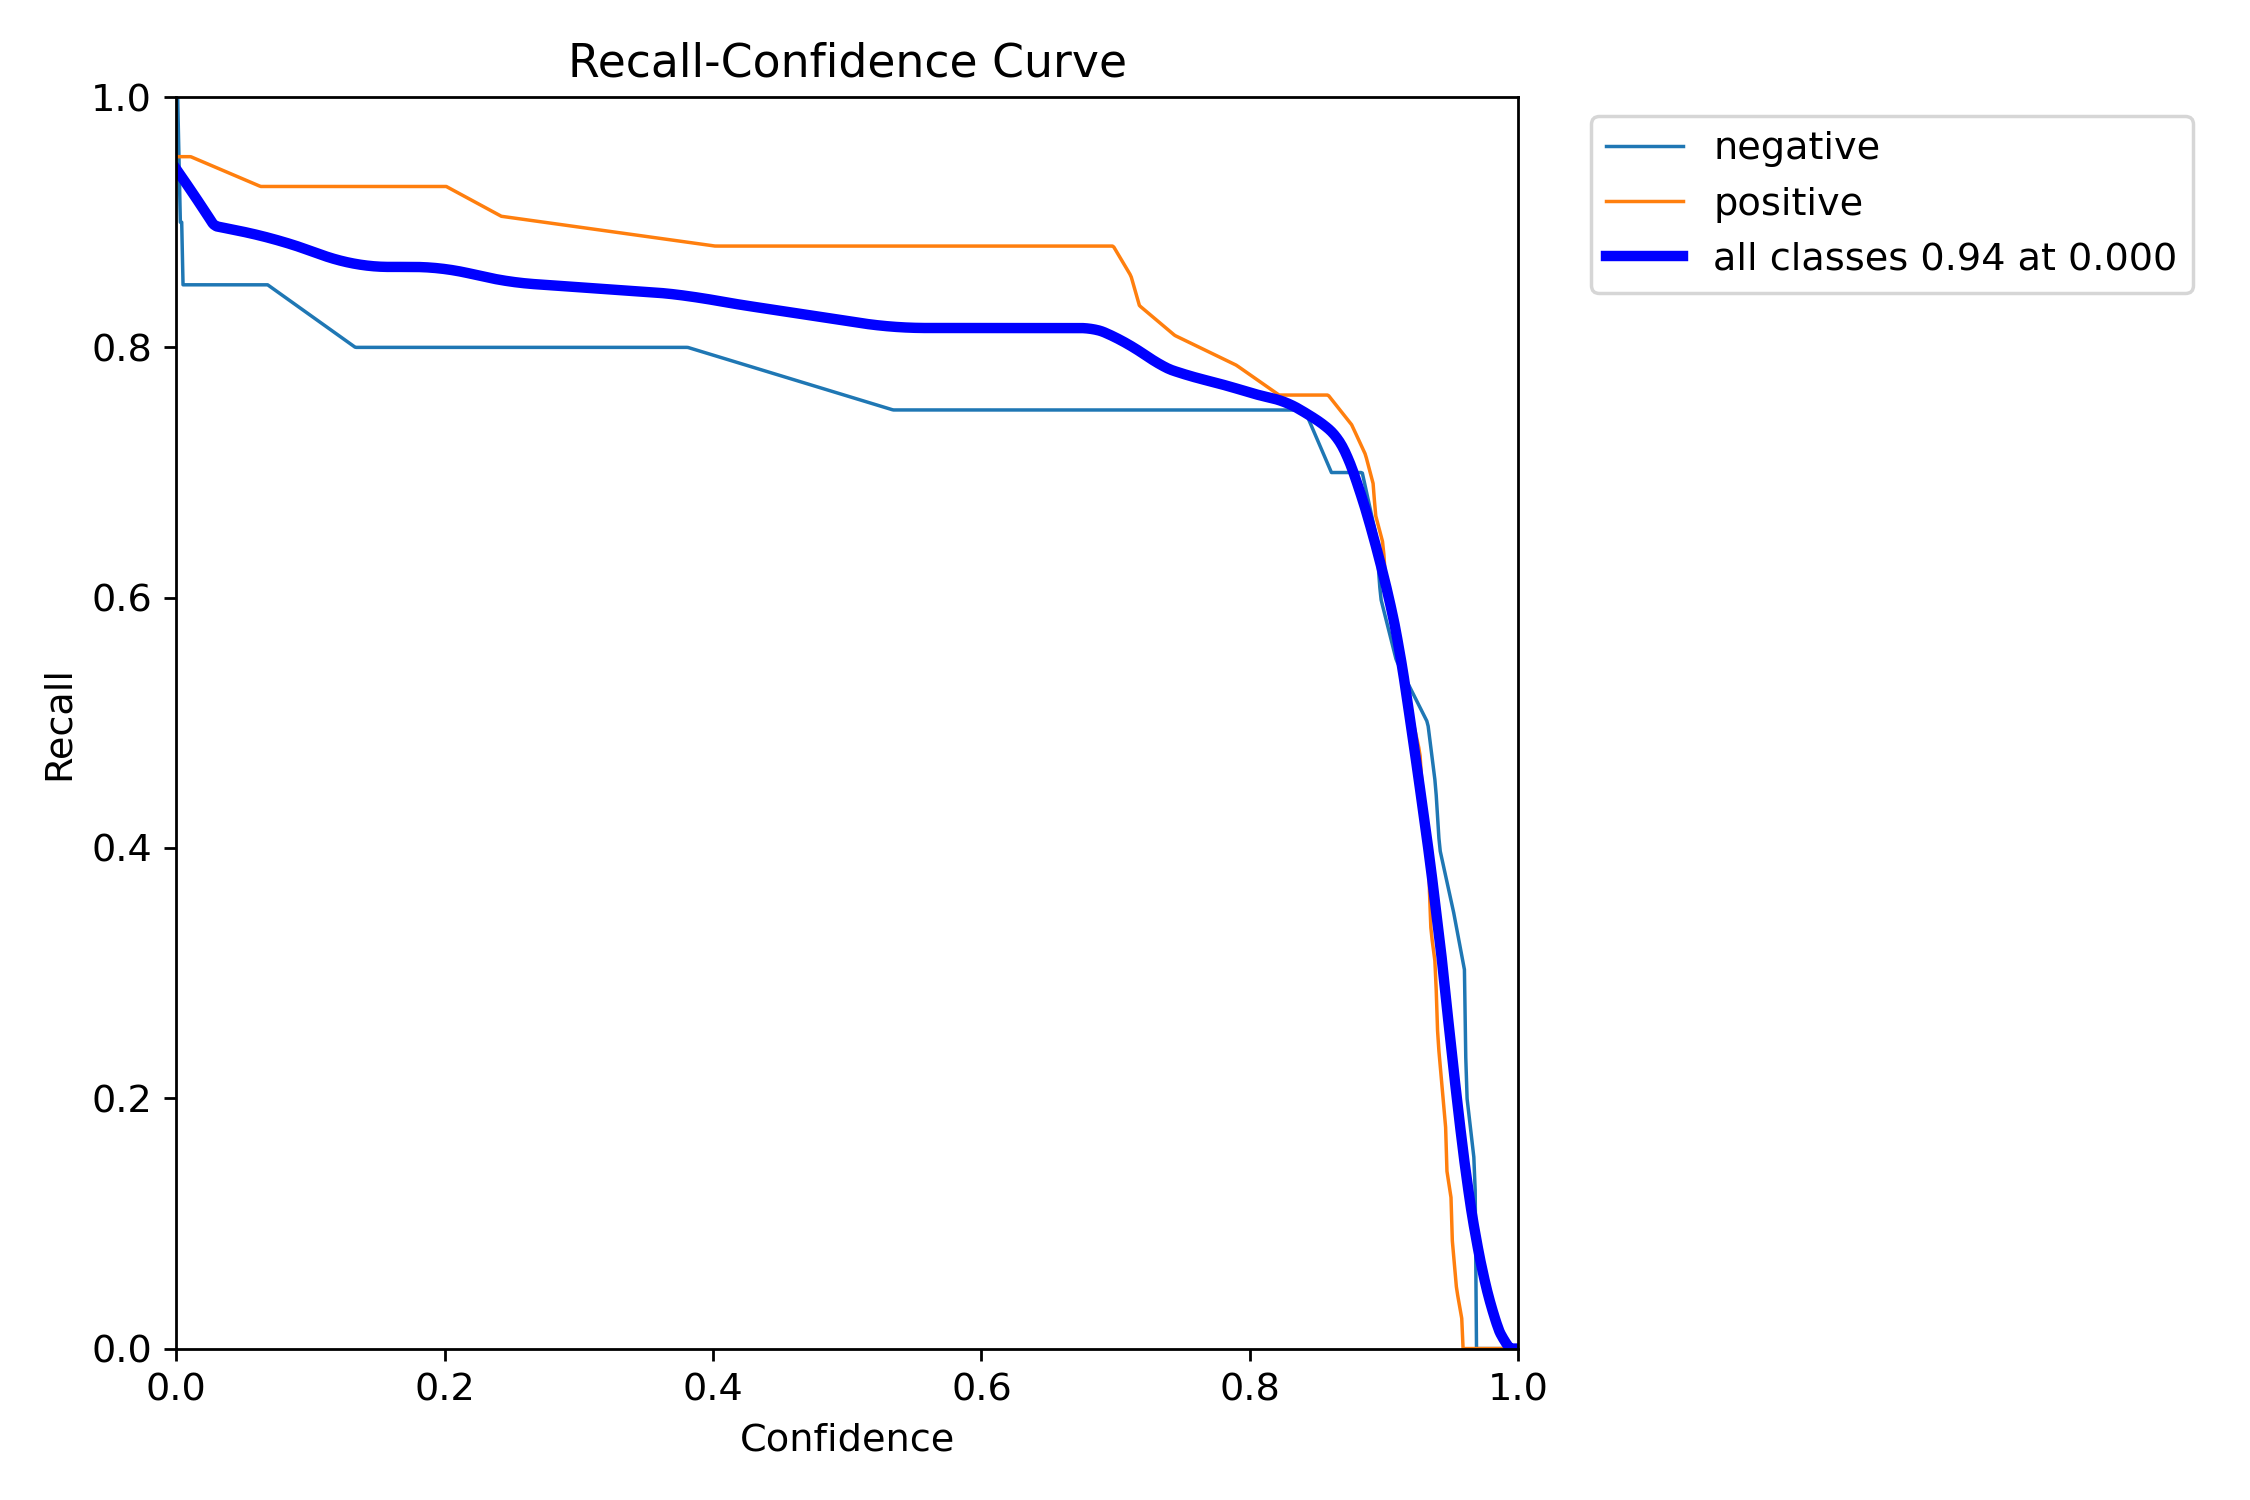 Recall-Confidence Curve
1.0
0.8
0.6
0.4
0.2
0.0
Recall
0.0 0.2 0.4 0.6 0.8 1.0
Confidence
negative
positive
all classes 0.94 at 0.000